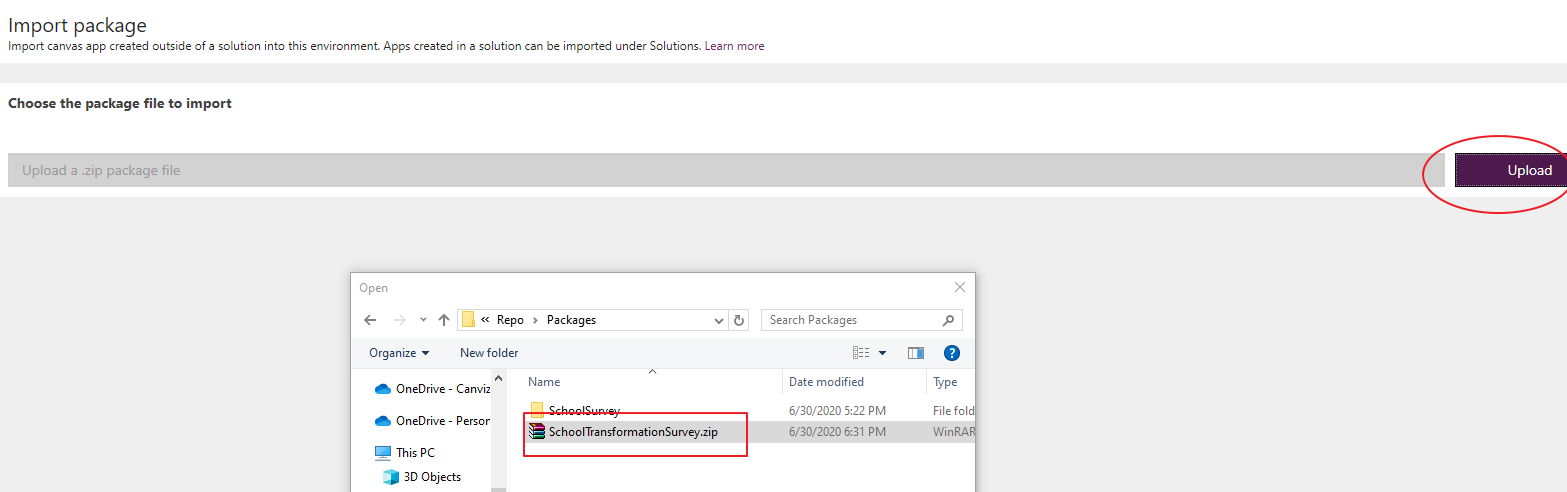 Import package
Import canvas app created outside of a solution into this environment. Apps created in a solution can be imported under Solutions. Learn more
Choose the package file to import
Upload a .zip package file
Upload
Open
« Repo > Packages
Search Packages
Organize
New folder
?
Name
Date modified
Type
OneDrive - Canviz
SchoolSurvey
6/30/2020 5:22 PM
File fold
OneDrive - Person
SchoolTransformationSurvey.zip
6/30/2020 6:31 PM
WinRAR
This PC
3D Objects